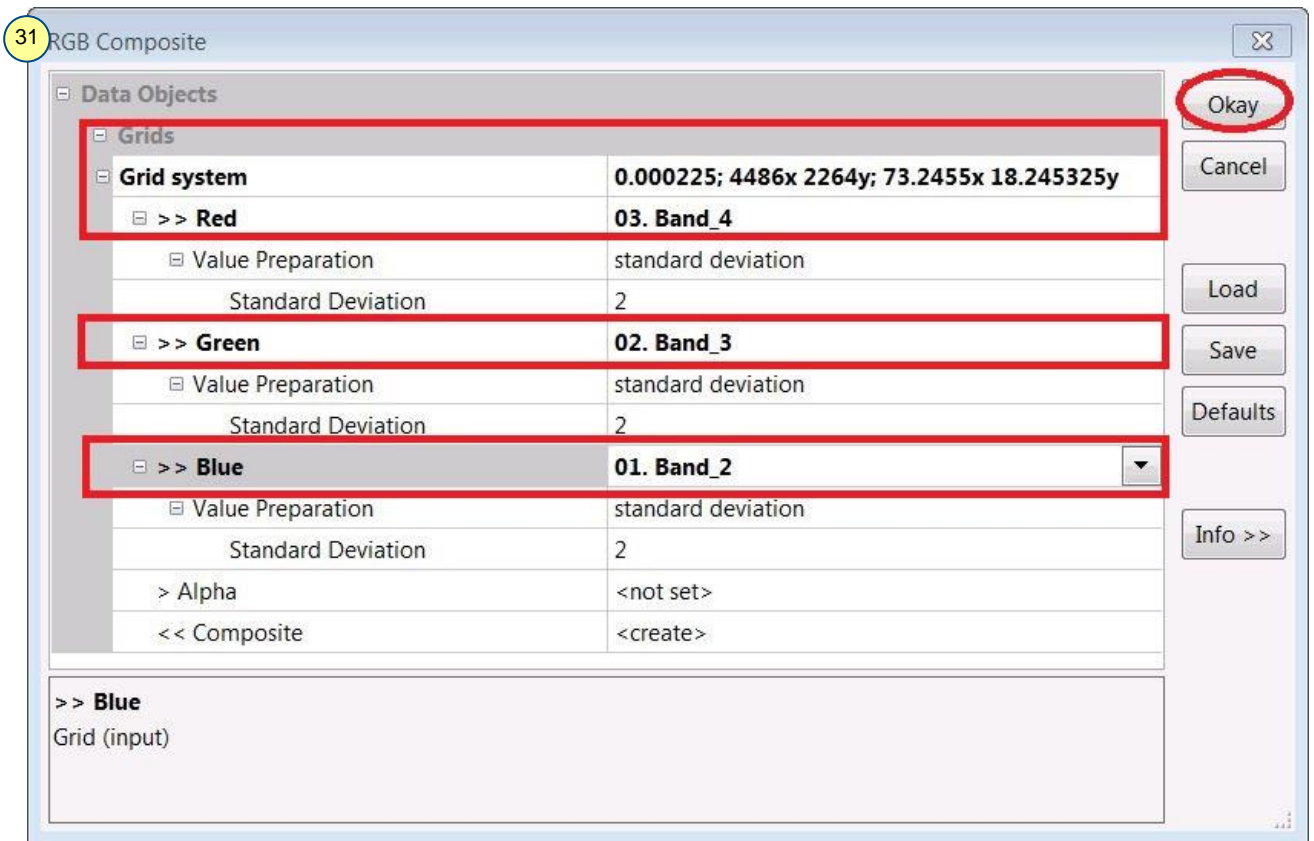 31
RGB Composite
Data Objects
Okay
Grids
Grid system 0.000225; 4486x 2264y; 73.2455x 18.245325y
Cancel
>> Red 03. Band_4
Value Preparation standard deviation
Standard Deviation 2
Load
>> Green 02. Band_3
Save
Value Preparation standard deviation
Standard Deviation 2
Defaults
>> Blue 01. Band_2
Value Preparation standard deviation
Info >>
Standard Deviation 2
> Alpha <not set>
<< Composite <create>
>> Blue
Grid (input)